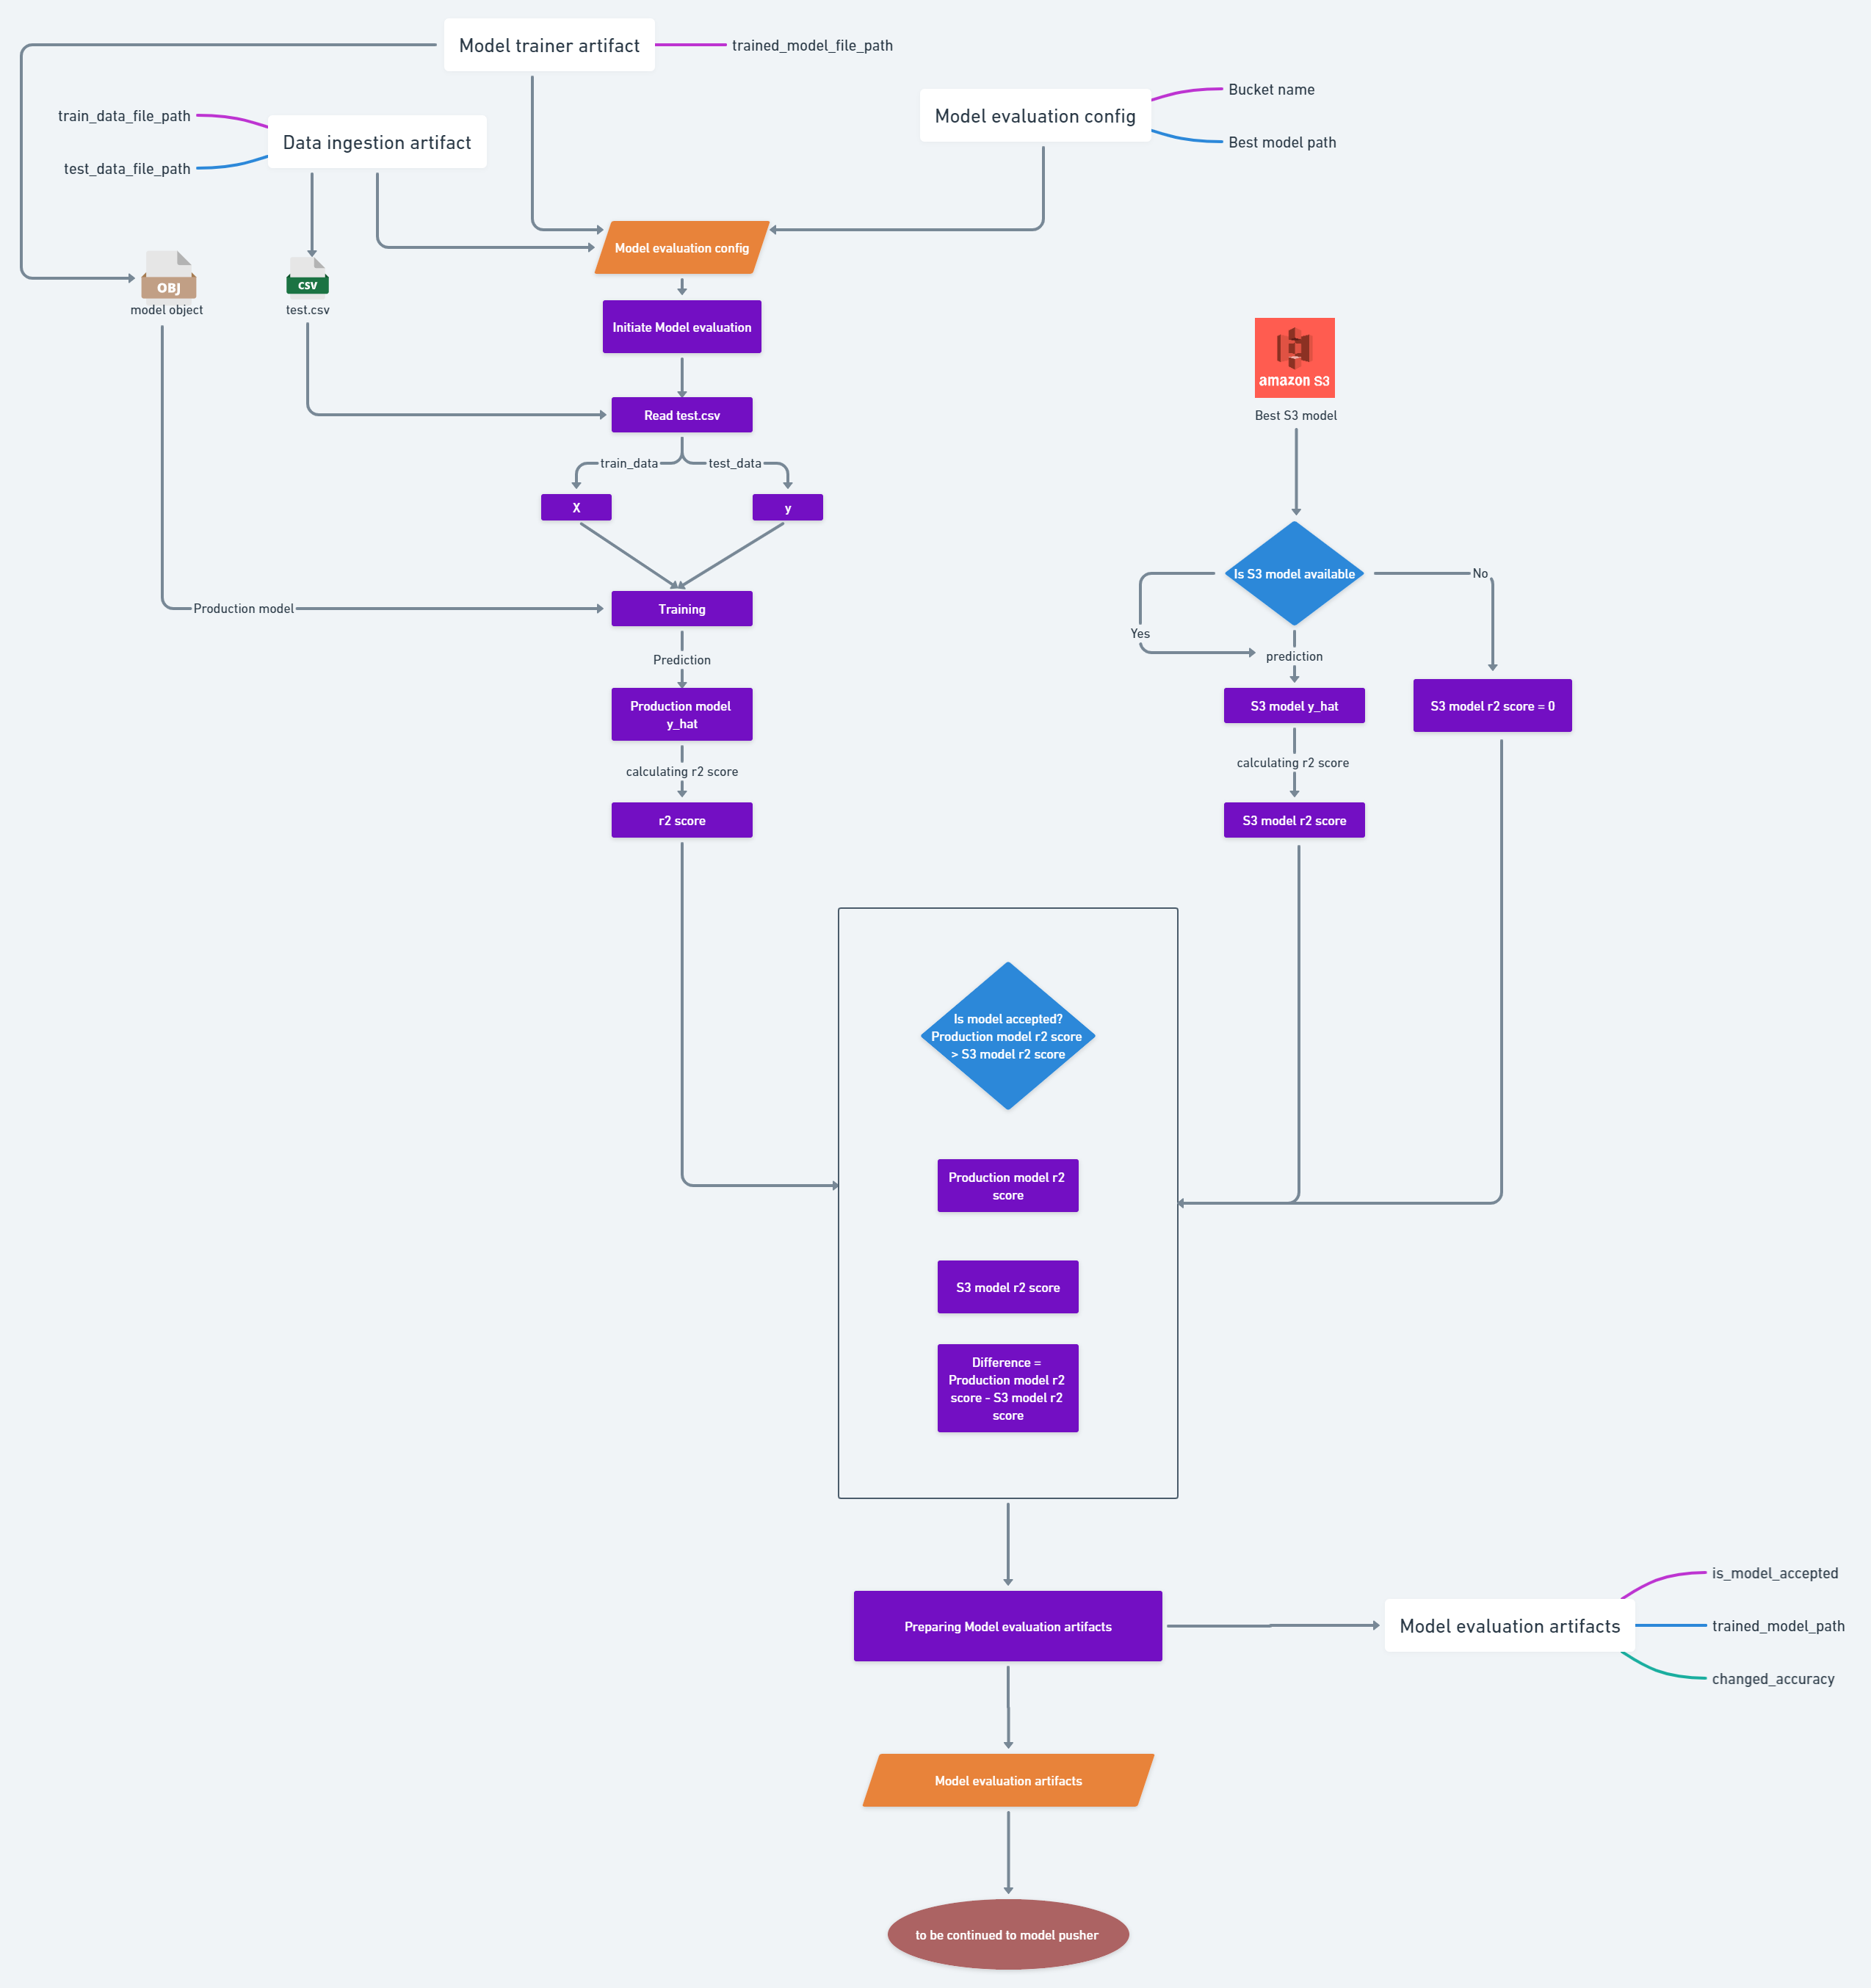 Model trainer artifact
trained_model_file_path
Bucket name
Model evaluation config
Best model path
train_data_file_path
Data ingestion artifact
test_data_file_path
Model evaluation config
OBJ
model object
CSV
test.csv
Initiate Model evaluation
amazon S3
Best S3 model
Read test.csv
train_data
test_data
X
y
Is S3 model available
No
Yes
Production model
Training
Prediction
prediction
Production model
y_hat
S3 model y_hat
S3 model r2 score = 0
calculating r2 score
calculating r2 score
r2 score
S3 model r2 score
Is model accepted?
Production model r2 score
> S3 model r2 score
Production model r2
score
S3 model r2 score
Difference =
Production model r2
score - S3 model r2
score
Preparing Model evaluation artifacts
Model evaluation artifacts
is_model_accepted
trained_model_path
changed_accuracy
Model evaluation artifacts
to be continued to model pusher